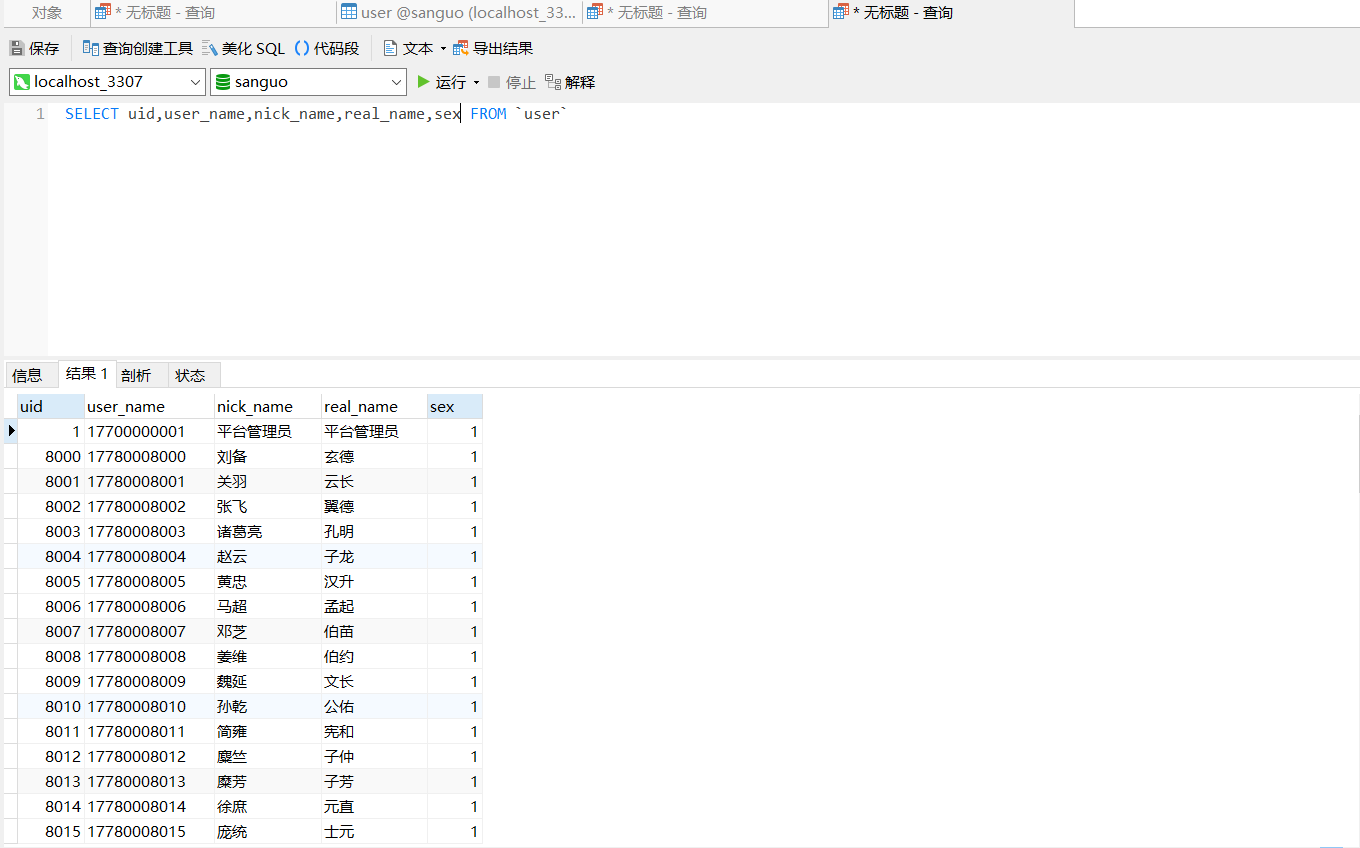 对象 * 无标题 - 查询 user @sanguo (localhost_33... * 无标题 - 查询 * 无标题 - 查询
保存 查询创建工具 美化 SQL () 代码段 文本 导出结果
localhost_3307 sanguo 运行 停止 解释
1 SELECT uid,user_name,nick_name,real_name,sex FROM `user`
信息 结果 1 剖析 状态
uid user_name nick_name real_name sex
1 17700000001 平台管理员 平台管理员 1
8000 17780008000 刘备 玄德 1
8001 17780008001 关羽 云长 1
8002 17780008002 张飞 翼德 1
8003 17780008003 诸葛亮 孔明 1
8004 17780008004 赵云 子龙 1
8005 17780008005 黄忠 汉升 1
8006 17780008006 马超 孟起 1
8007 17780008007 邓芝 伯苗 1
8008 17780008008 姜维 伯约 1
8009 17780008009 魏延 文长 1
8010 17780008010 孙乾 公佑 1
8011 17780008011 简雍 宪和 1
8012 17780008012 麋竺 子仲 1
8013 17780008013 糜芳 子芳 1
8014 17780008014 徐庶 元直 1
8015 17780008015 庞统 士元 1